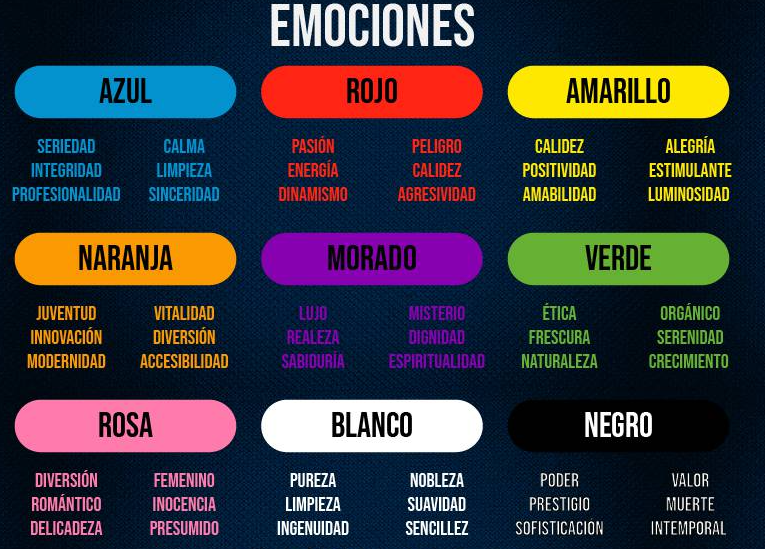 EMOCIONES
AZUL
SERIEDAD CALMA
INTEGRIDAD LIMPIEZA
PROFESIONALIDAD SINCERIDAD
ROJO
PASIÓN PELIGRO
ENERGÍA CALIDEZ
DINAMISMO AGRESIVIDAD
AMARILLO
CALIDEZ ALEGRÍA
POSITIVIDAD ESTIMULANTE
AMABILIDAD LUMINOSIDAD
NARANJA
JUVENTUD VITALIDAD
INNOVACIÓN DIVERSIÓN
MODERNIDAD ACCESIBILIDAD
MORADO
LUJO MISTERIO
REALEZA DIGNIDAD
SABIDURÍA ESPIRITUALIDAD
VERDE
ÉTICA ORGÁNICO
FRESCURA SERENIDAD
NATURALEZA CRECIMIENTO
ROSA
DIVERSIÓN FEMENINO
ROMÁNTICO INOCENCIA
DELICADEZA PRESUMIDO
BLANCO
PUREZA NOBLEZA
LIMPIEZA SUAVIDAD
INGENUIDAD SENCILLEZ
NEGRO
PODER VALOR
PRESTIGIO MUERTE
SOFISTICACIÓN INTEMPORAL